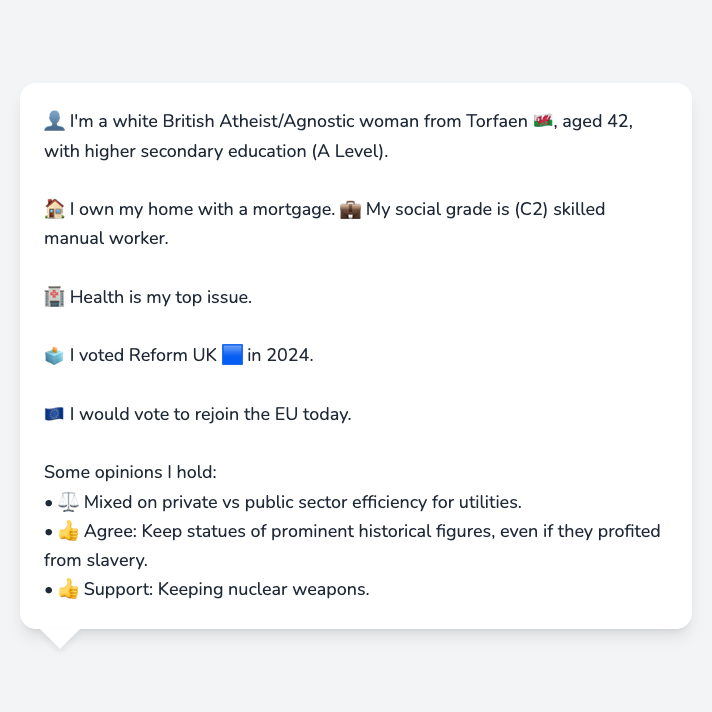 👤 I'm a white British Atheist/Agnostic woman from Torfaen 🏴󠁧󠁢󠁷󠁬󠁳󠁿, aged 42,
with higher secondary education (A Level).
🏠 I own my home with a mortgage. 💼 My social grade is (C2) skilled
manual worker.
🏥 Health is my top issue.
🗳️ I voted Reform UK 🟦 in 2024.
🇪🇺 I would vote to rejoin the EU today.
Some opinions I hold:
• ⚖️ Mixed on private vs public sector efficiency for utilities.
• 👍 Agree: Keep statues of prominent historical figures, even if they profited
from slavery.
• 👍 Support: Keeping nuclear weapons.